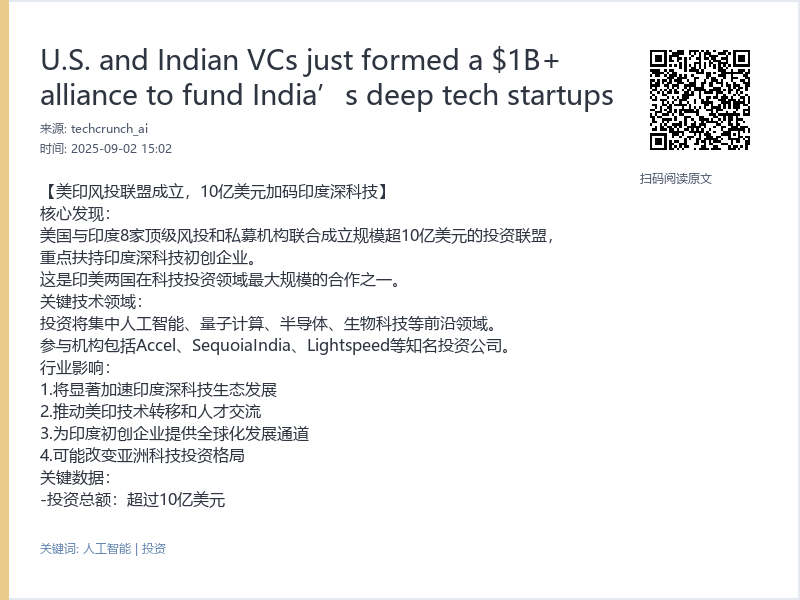 U.S. and Indian VCs just formed a $1B+
alliance to fund India’s deep tech startups
来源: techcrunch_ai
时间: 2025-09-02 15:02
扫码阅读原文
【美印风投联盟成立，10亿美元加码印度深科技】
核心发现：
美国与印度8家顶级风投和私募机构联合成立规模超10亿美元的投资联盟，
重点扶持印度深科技初创企业。
这是印美两国在科技投资领域最大规模的合作之一。
关键技术领域：
投资将集中人工智能、量子计算、半导体、生物科技等前沿领域。
参与机构包括Accel、SequoiaIndia、Lightspeed等知名投资公司。
行业影响：
1.将显著加速印度深科技生态发展
2.推动美印技术转移和人才交流
3.为印度初创企业提供全球化发展通道
4.可能改变亚洲科技投资格局
关键数据：
-投资总额：超过10亿美元
关键词: 人工智能 | 投资